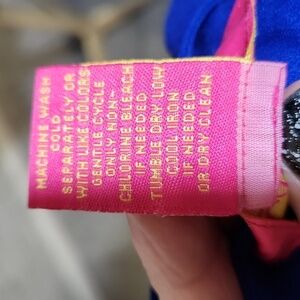 MACHINE WASH
COLD
SEPARATELY OR
WITH LIKE COLORS
GENTLE CYCLE
ONLY NON-
CHLORINE BLEACH
IF NEEDED
TUMBLE DRY LOW
COOL IRON
IF NEEDED
OR DRY CLEAN